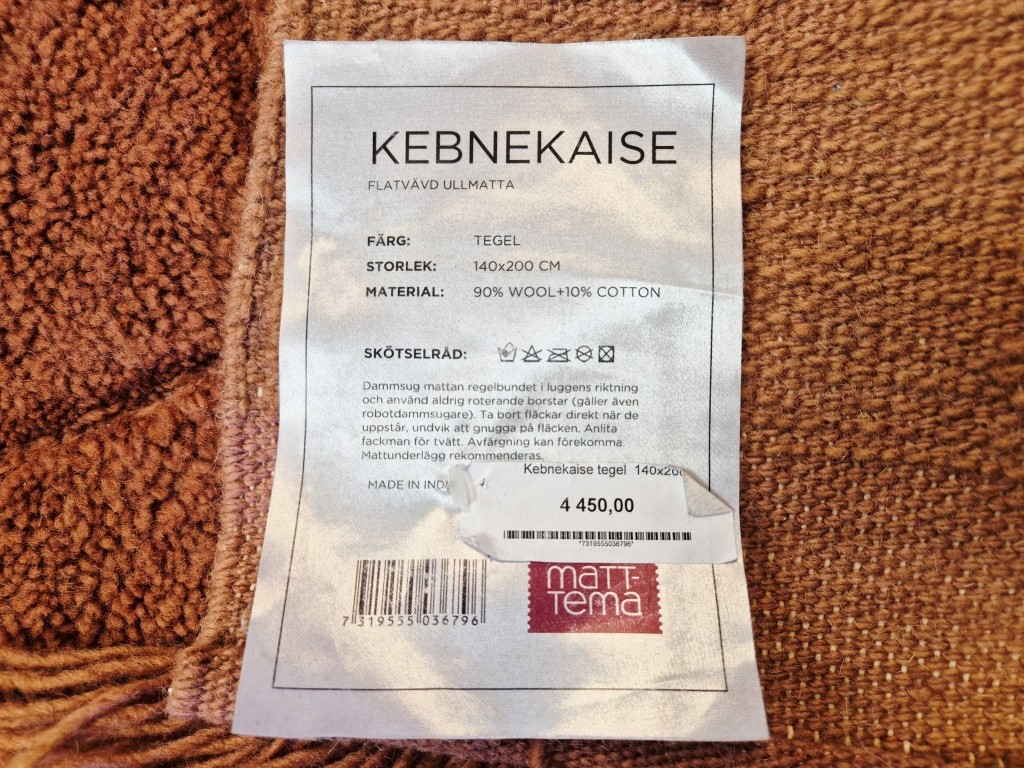 KEBNEKAISE
FLATVÄVD ULLMATTA
FÄRG: TEGEL
STORLEK: 140x200 CM
MATERIAL: 90% WOOL+10% COTTON
SKÖTSELRÅD:
Dammsug mattan regelbundet i luggens riktning
och använd aldrig roterande borstar (gäller även
robotdammsugare). Ta bort fläckar direkt när de
uppstår, undvik att gnugga på fläcken. Anlita
fackman för tvätt. Avfärgning kan förekomma.
Mattunderlägg rekommenderas.
MADE IN
Kebnekaise tegel 140x200
4 450,00
*7319555036796*
7 319555 036796
maTT-
Tema